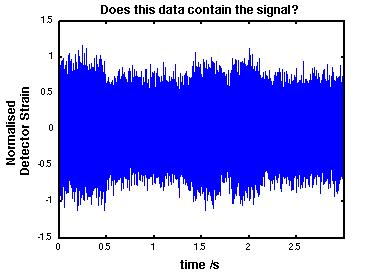 Does this data contain the signal?
1.5
1
0.5
0
-0.5
-1
-1.5
Normalised
Detector Strain
0 0.5 1 1.5 2 2.5
time /s